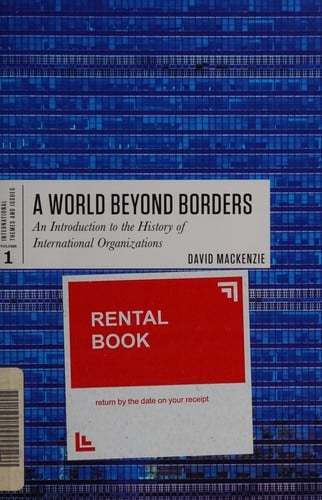 INTERNATIONAL
THEMES AND ISSUES
VOLUME
1
A WORLD BEYOND BORDERS
An Introduction to the History of
International Organizations
DAVID MACKENZIE
RENTAL
BOOK
return by the date on your receipt